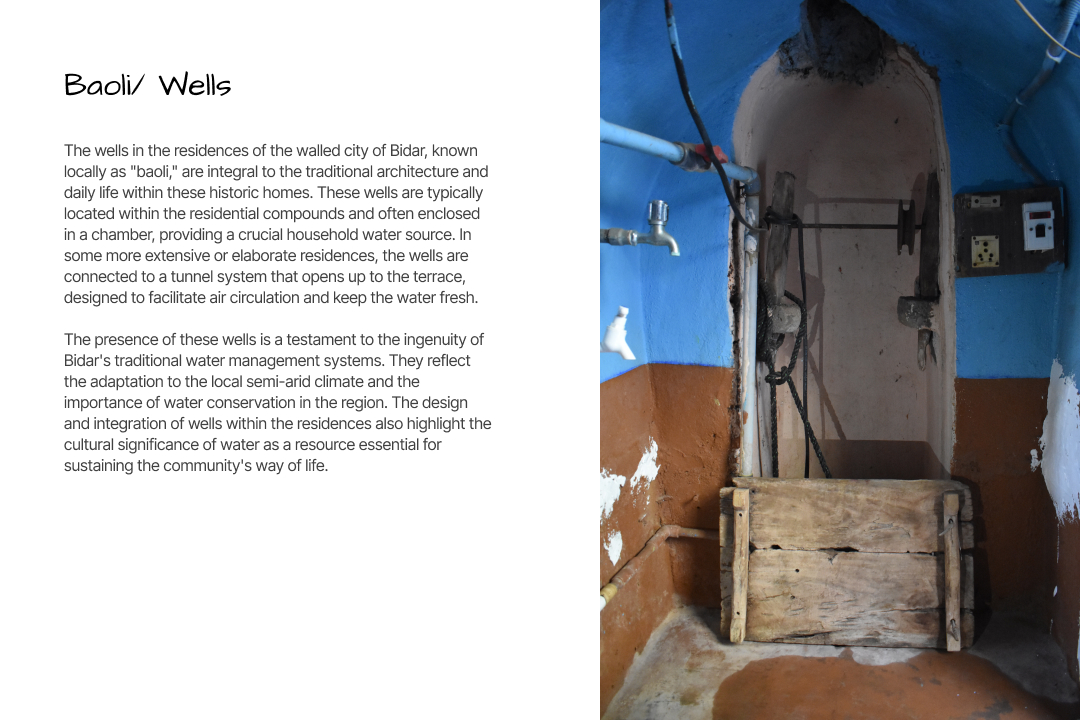 Baoli/ Wells
The wells in the residences of the walled city of Bidar, known
locally as "baoli," are integral to the traditional architecture and
daily life within these historic homes. These wells are typically
located within the residential compounds and often enclosed
in a chamber, providing a crucial household water source. In
some more extensive or elaborate residences, the wells are
connected to a tunnel system that opens up to the terrace,
designed to facilitate air circulation and keep the water fresh.
The presence of these wells is a testament to the ingenuity of
Bidar's traditional water management systems. They reflect
the adaptation to the local semi-arid climate and the
importance of water conservation in the region. The design
and integration of wells within the residences also highlight the
cultural significance of water as a resource essential for
sustaining the community's way of life.